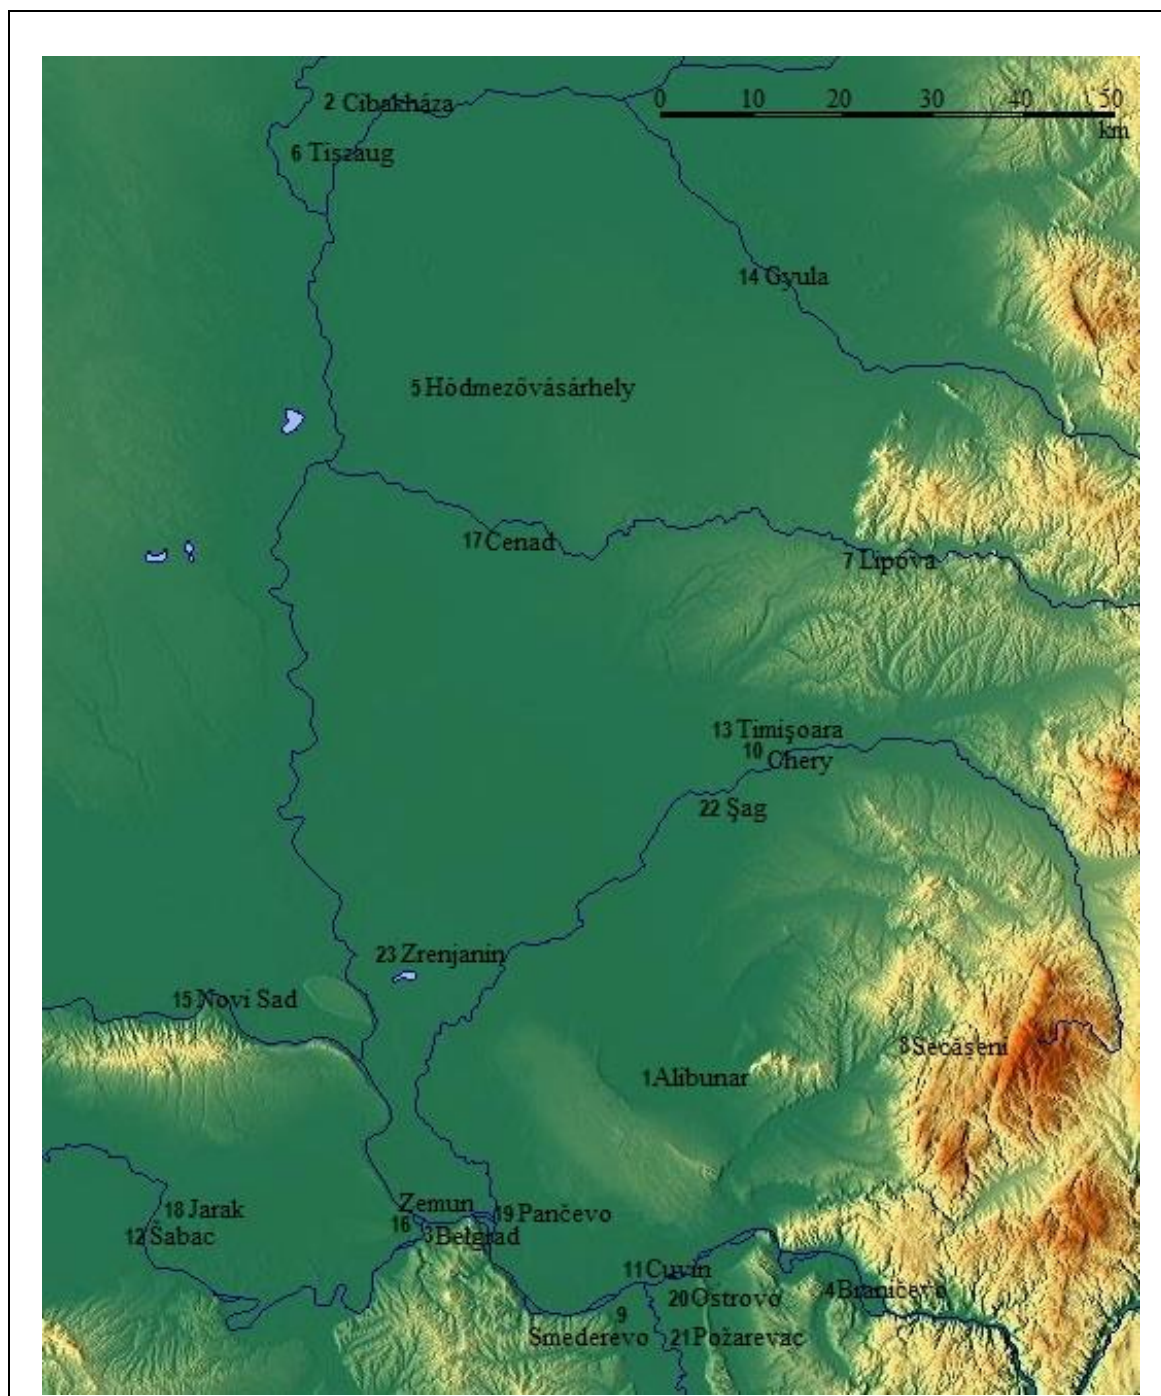 0 10 20 30 40 50
km
2 Cibakháza
6 Tiszaug
14 Gyula
5 Hódmezővásárhely
17 Cenad
7 Lipova
13 Timişoara
10 Chery
22 Şag
23 Zrenjanin
15 Novi Sad
8 Secăşeni
1 Alibunar
18 Jarak
12 Šabac
Zemun
16
3 Belgrad
19 Pančevo
11 Cuvin
20 Ostrovo
4 Braničevo
9
Smederevo
21 Požarevac